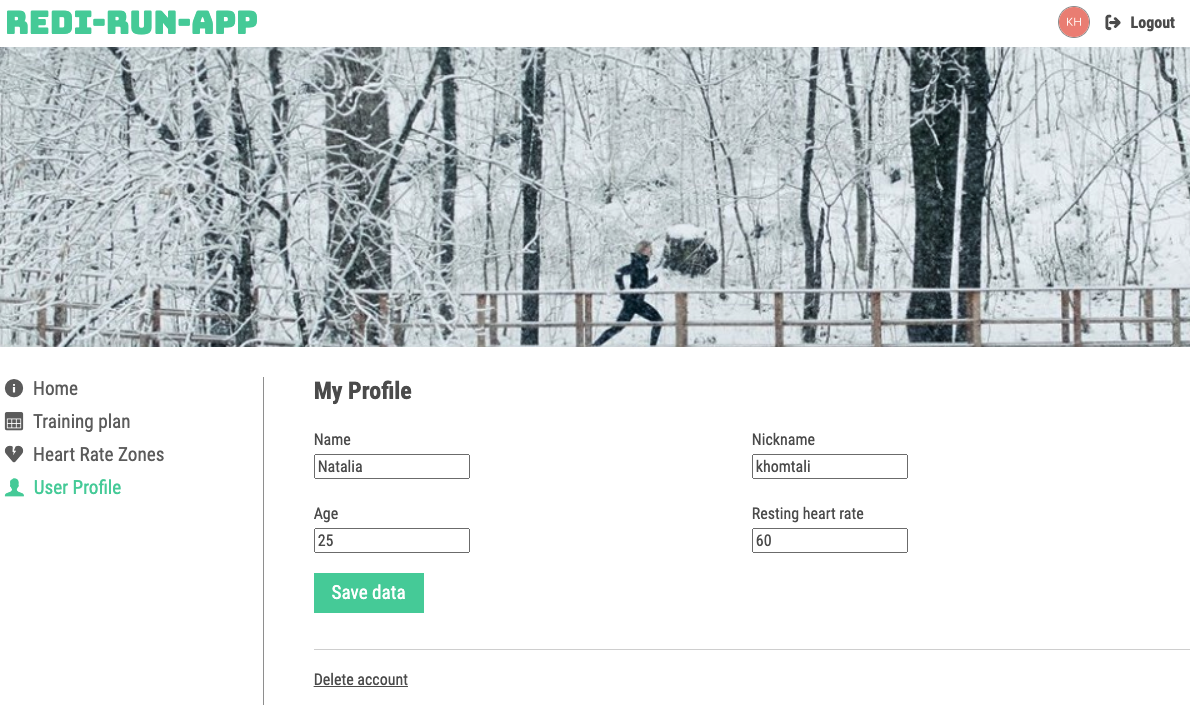 REDI-RUN-APP
KH
Logout
Home
Training plan
Heart Rate Zones
User Profile
My Profile
Name
Natalia
Nickname
khomtali
Age
25
Resting heart rate
60
Save data
Delete account